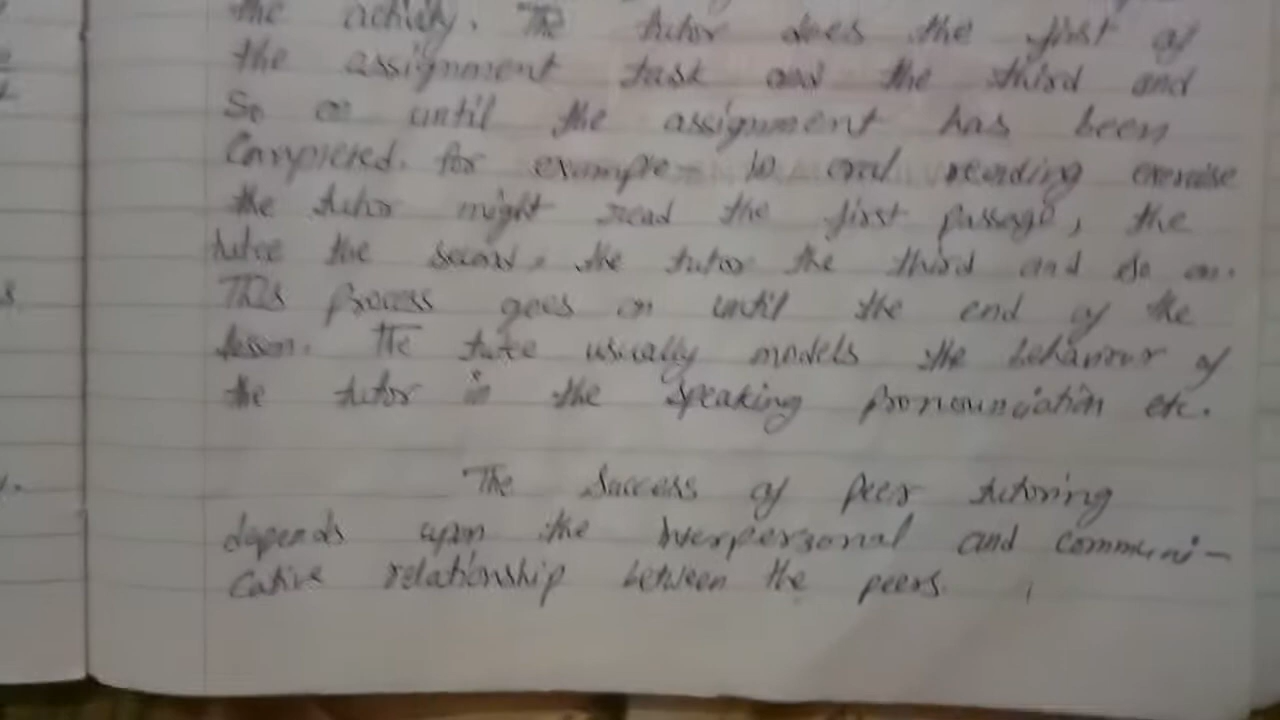 the activity. The tutor does the first of
the assignment task and the third and
So on until the assignment has been
Completed. for example - to oral reading exercise
the tutor might read the first passage, the
tutee the second, the tutor the third and so on.
This process goes on until the end of the
lesson. The tutee usually models the behaviour of
the tutor in the speaking pronounciation etc.
The Success of peer tutoring
depends upon the interpersonal and communi-
cative relationship between the peers.